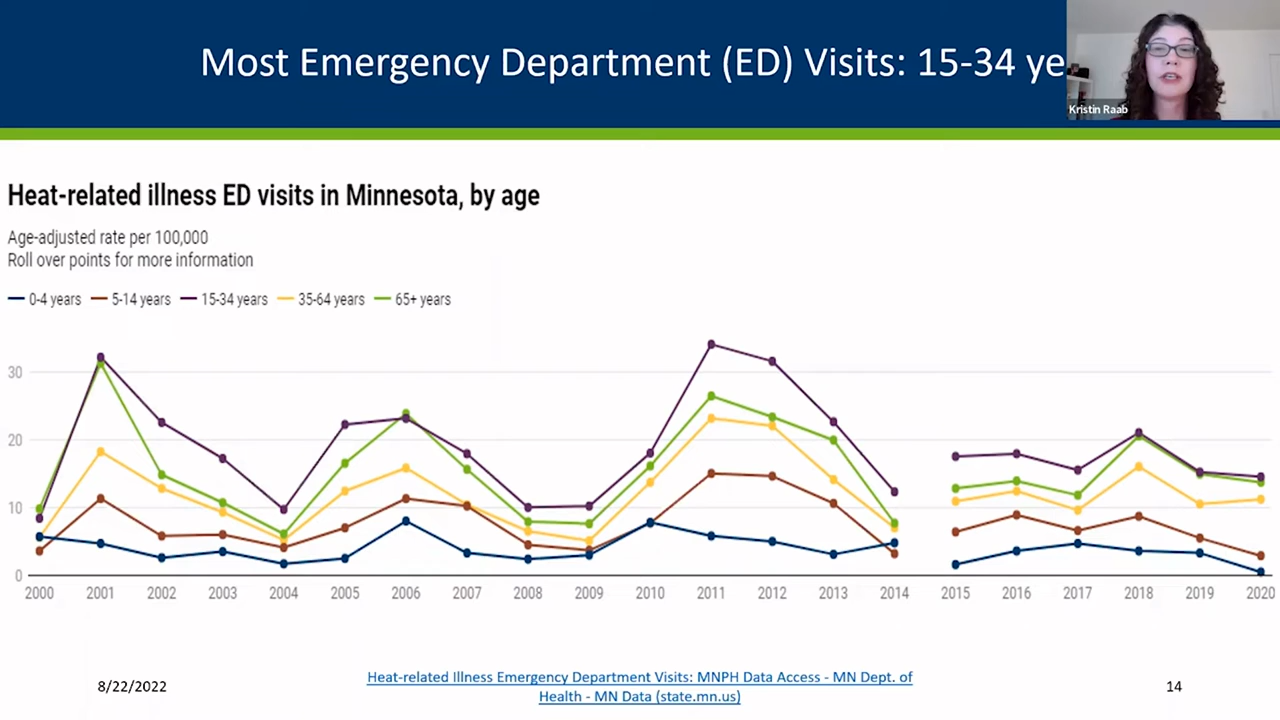 Most Emergency Department (ED) Visits: 15-34 ye
Kristin Raab
Heat-related illness ED visits in Minnesota, by age
Age-adjusted rate per 100,000
Roll over points for more information
0-4 years 5-14 years 15-34 years 35-64 years 65+ years
30
20
10
0
2000 2001 2002 2003 2004 2005 2006 2007 2008 2009 2010 2011 2012 2013 2014 2015 2016 2017 2018 2019 2020
8/22/2022
Heat-related Illness Emergency Department Visits: MNPH Data Access - MN Dept. of
Health - MN Data (state.mn.us)
14